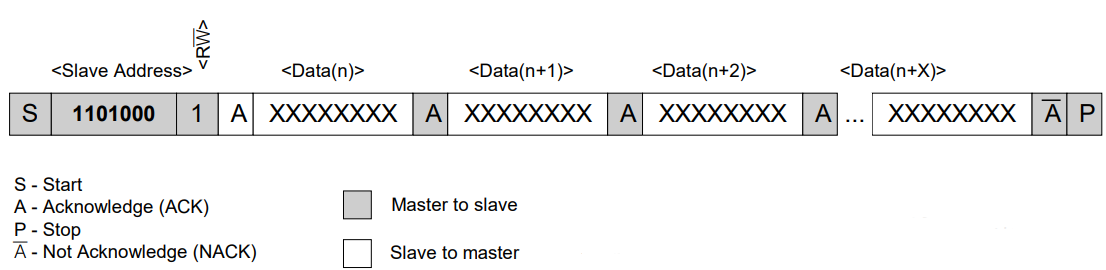 <RW̅>
<Slave Address> <Data(n)> <Data(n+1)> <Data(n+2)> <Data(n+X)>
S 1101000 1 A XXXXXXXX A XXXXXXXX A XXXXXXXX A ... XXXXXXXX A̅ P
S - Start
A - Acknowledge (ACK) Master to slave
P - Stop
A̅ - Not Acknowledge (NACK) Slave to master